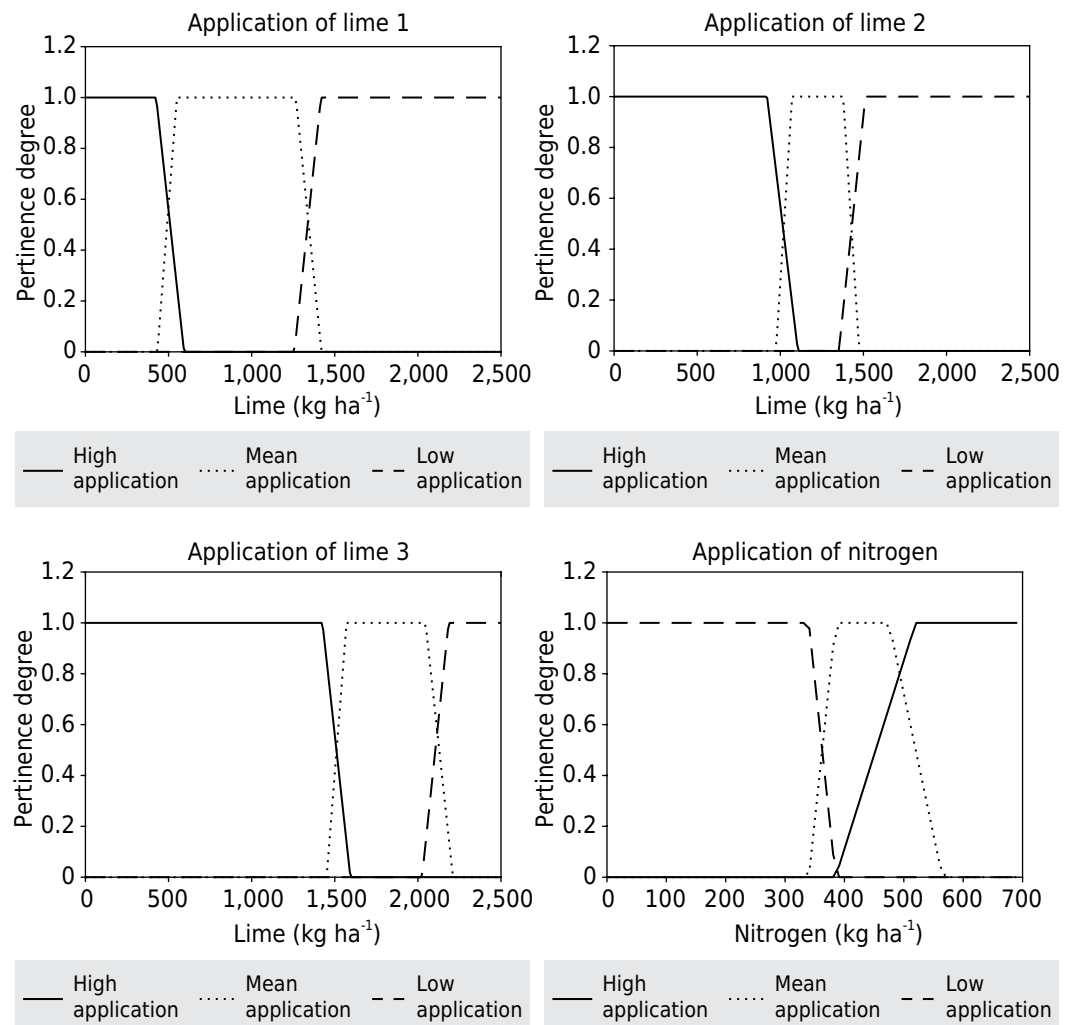 Application of lime 1
Pertinence degree
1.2
1.0
0.8
0.6
0.4
0.2
0
0 500 1,000 1,500 2,000 2,500
Lime (kg ha-1)
High application
Mean application
Low application
Application of lime 2
Pertinence degree
1.2
1.0
0.8
0.6
0.4
0.2
0
0 500 1,000 1,500 2,000 2,500
Lime (kg ha-1)
High application
Mean application
Low application
Application of lime 3
Pertinence degree
1.2
1.0
0.8
0.6
0.4
0.2
0
0 500 1,000 1,500 2,000 2,500
Lime (kg ha-1)
High application
Mean application
Low application
Application of nitrogen
Pertinence degree
1.2
1.0
0.8
0.6
0.4
0.2
0
0 100 200 300 400 500 600 700
Nitrogen (kg ha-1)
High application
Mean application
Low application